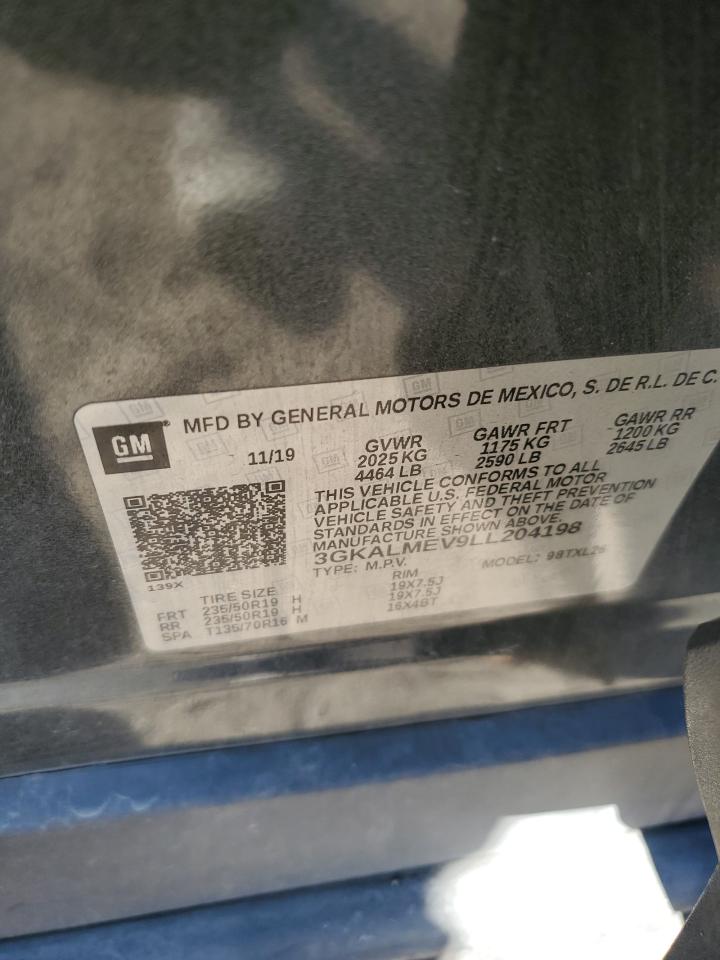 GM
MFD BY GENERAL MOTORS DE MEXICO, S. DE R.L. DE C.
11/19
GVWR
2025 KG
4464 LB
GAWR FRT
1175 KG
2590 LB
GAWR RR
1200 KG
2645 LB
THIS VEHICLE CONFORMS TO ALL
APPLICABLE U.S. FEDERAL MOTOR
VEHICLE SAFETY AND THEFT PREVENTION
STANDARDS IN EFFECT ON THE DATE OF
MANUFACTURE SHOWN ABOVE.
3GKALMEV9LL204198
TYPE: M.P.V. MODEL: 98TXL26
139X
TIRE SIZE RIM
FRT 235/50R19 H 19X7.5J
RR 235/50R19 H 19X7.5J
SPA T135/70R16 M 16X4BT